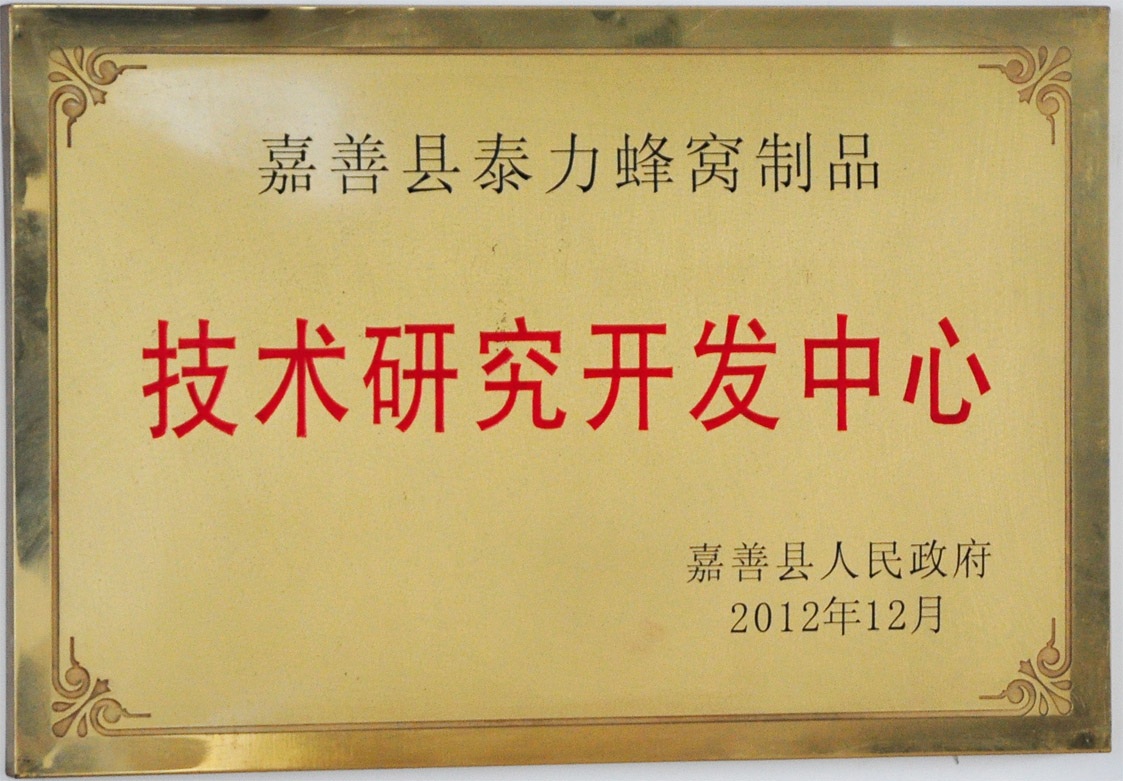 嘉善县泰力蜂窝制品
技术研究开发中心
嘉善县人民政府
2012年12月